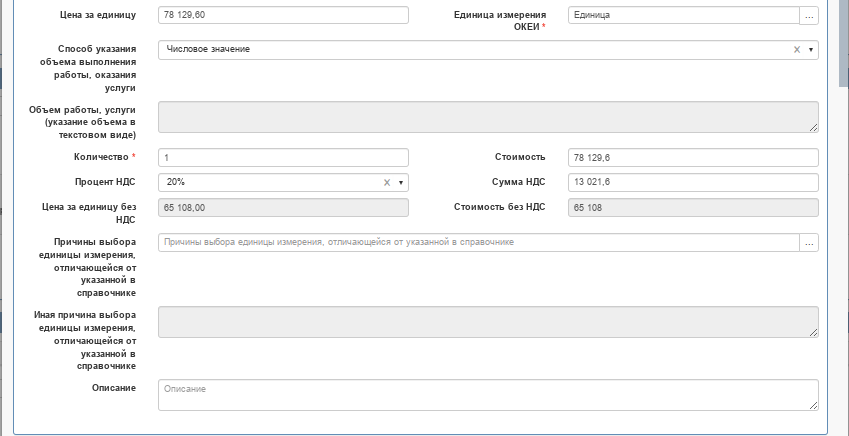 Цена за единицу 78 129,60 Единица измерения Единица ...
ОКЕИ *
Способ указания Числовое значение
объема выполнения
работы, оказания
услуги
Объем работы, услуги
(указание объема в
текстовом виде)
Количество * 1 Стоимость 78 129,6
Процент НДС 20% Сумма НДС 13 021,6
Цена за единицу без 65 108,00 Стоимость без НДС 65 108
НДС
Причины выбора Причины выбора единицы измерения, отличающейся от указанной в справочнике ...
единицы измерения,
отличающейся от
указанной в
справочнике
Иная причина выбора
единицы измерения,
отличающейся от
указанной в
справочнике
Описание Описание